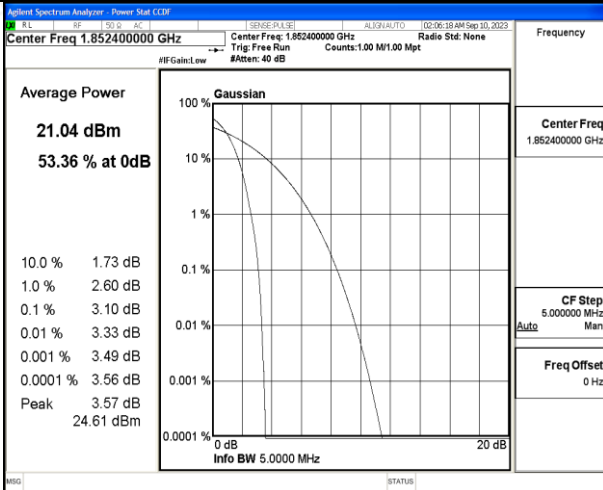 Agilent Spectrum Analyzer - Power Stat CCDF
RL RF 50 Ω AC SENSE:PULSE ALIGNAUTO 02:06:18 AM Sep 10, 2023
Center Freq 1.852400000 GHz
Center Freq: 1.852400000 GHz Radio Std: None
Trig: Free Run Counts:1.00 M/1.00 Mpt
#IFGain:Low #Atten: 40 dB
Frequency
Average Power
21.04 dBm
53.36 % at 0dB
10.0 % 1.73 dB
1.0 % 2.60 dB
0.1 % 3.10 dB
0.01 % 3.33 dB
0.001 % 3.49 dB
0.0001 % 3.56 dB
Peak 3.57 dB
24.61 dBm
Gaussian
100 %
10 %
1 %
0.1 %
0.01 %
0.001 %
0.0001 %
0 dB 20 dB
Info BW 5.0000 MHz
Center Freq
1.852400000 GHz
CF Step
5.000000 MHz
Auto Man
Freq Offset
0 Hz
MSG STATUS